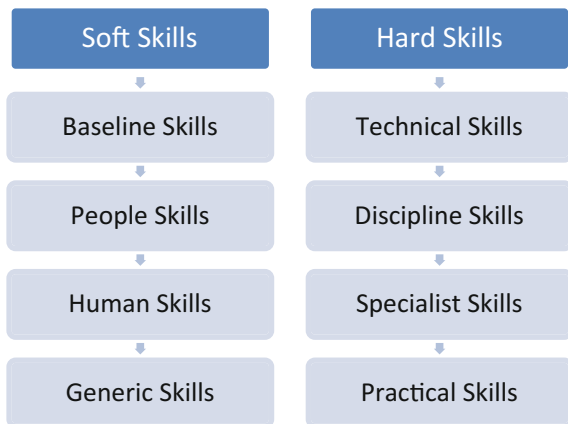 Soft Skills
Baseline Skills
People Skills
Human Skills
Generic Skills
Hard Skills
Technical Skills
Discipline Skills
Specialist Skills
Practical Skills